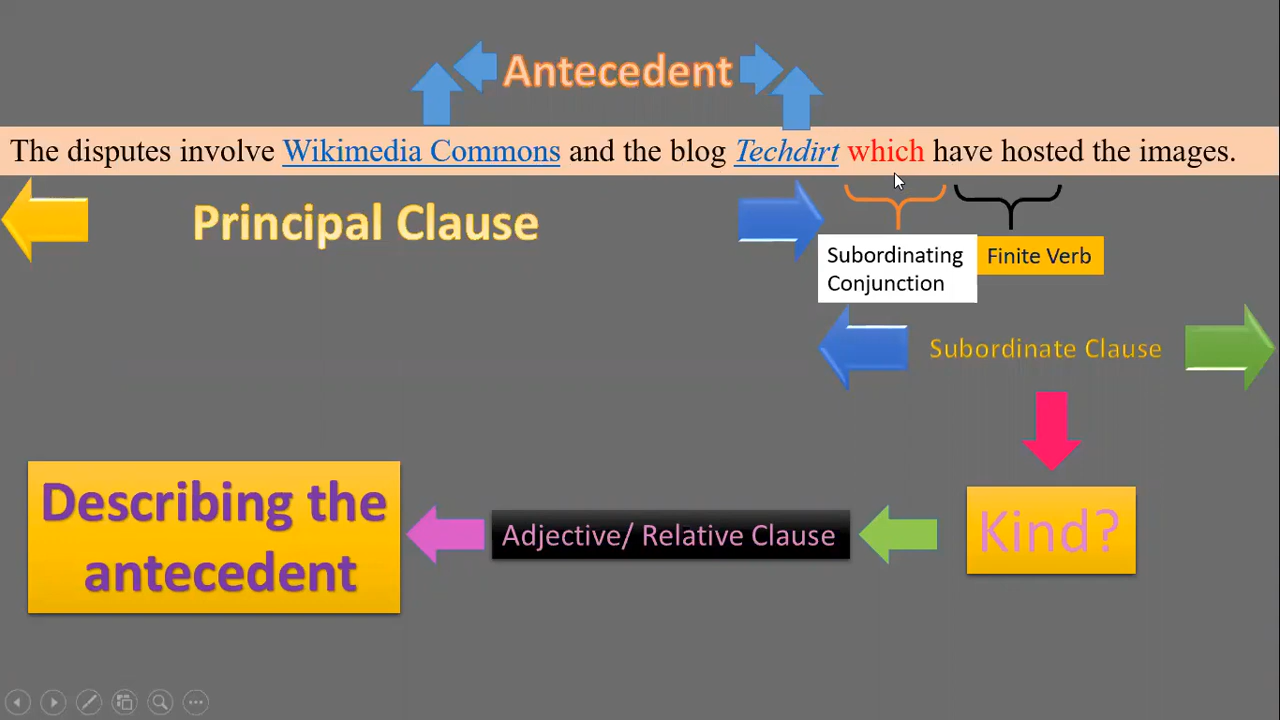 Antecedent
The disputes involve Wikimedia Commons and the blog Techdirt which have hosted the images.
Principal Clause
Subordinating
Conjunction
Finite Verb
Subordinate Clause
Kind?
Adjective/ Relative Clause
Describing the
antecedent